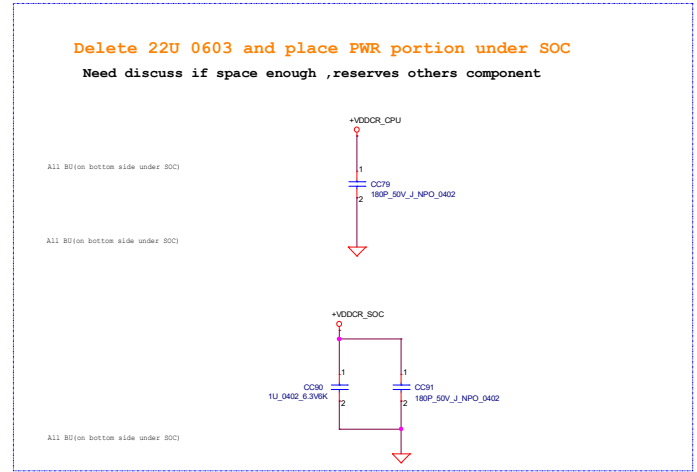 Delete 22U 0603 and place PWR portion under SOC
Need discuss if space enough ,reserves others component
+VDDCR_CPU
All BU(on bottom side under SOC)
1
CC79
180P_50V_J_NPO_0402
2
All BU(on bottom side under SOC)
+VDDCR_SOC
1
1
CC90
CC91
1U_0402_6.3V6K
180P_50V_J_NPO_0402
2
2
All BU(on bottom side under SOC)